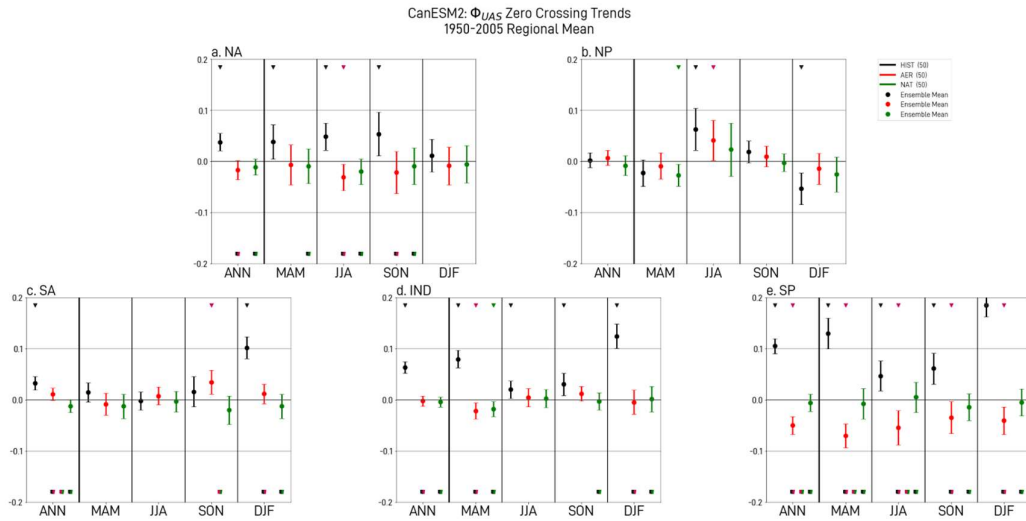 CanESM2: Φ_UAS Zero Crossing Trends
1950-2005 Regional Mean
a. NA
0.2
0.1
0.0
-0.1
-0.2
ANN MAM JJA SON DJF
b. NP
0.2
0.1
0.0
-0.1
-0.2
ANN MAM JJA SON DJF
HIST (50)
AER (50)
NAT (50)
Ensemble Mean
Ensemble Mean
Ensemble Mean
c. SA
0.2
0.1
0.0
-0.1
-0.2
ANN MAM JJA SON DJF
d. IND
0.2
0.1
0.0
-0.1
-0.2
ANN MAM JJA SON DJF
e. SP
0.2
0.1
0.0
-0.1
-0.2
ANN MAM JJA SON DJF